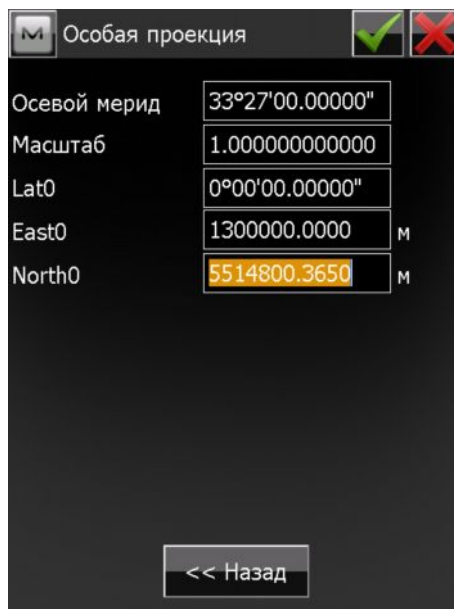 Особая проекция
Осевой мерид 33°27'00.00000"
Масштаб 1.000000000000
Lat0 0°00'00.00000"
East0 1300000.0000 м
North0 5514800.3650 м
<< Назад